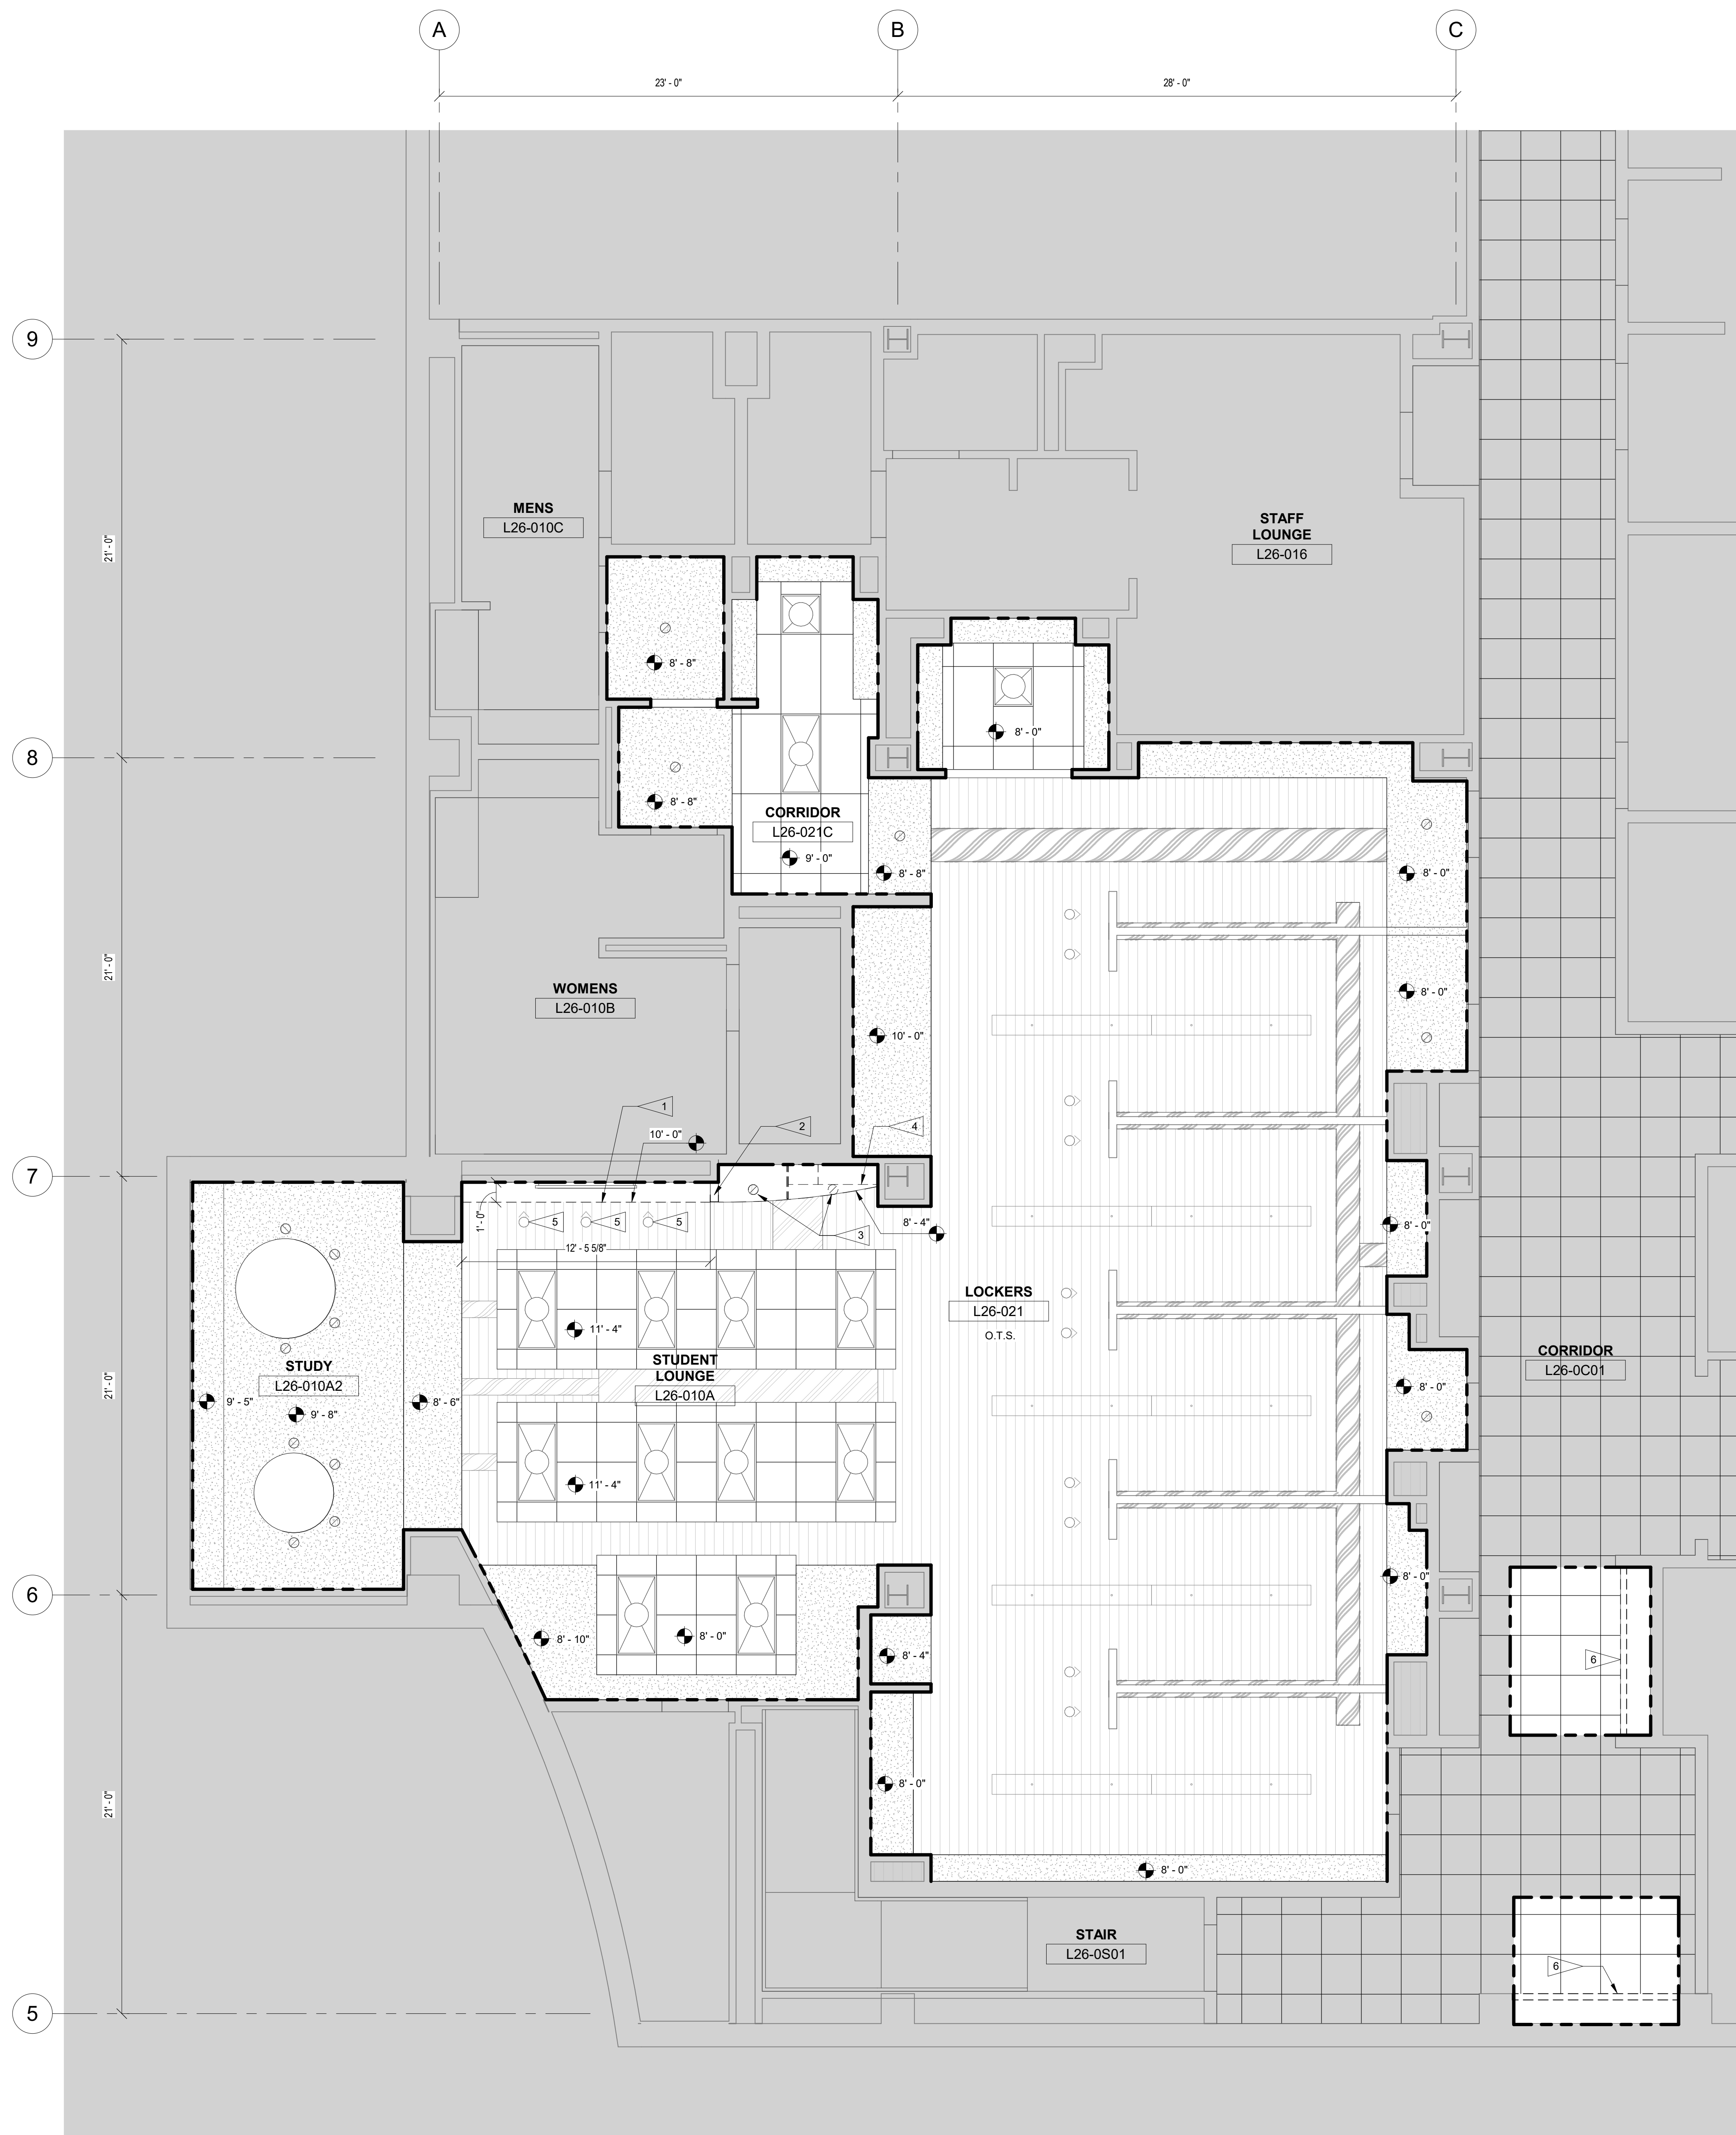 A
B
C
23' - 0"
28' - 0"
9
MENS
L26-010C
STAFF
LOUNGE
L26-016
21' - 0"
8' - 8"
8' - 0"
8
8' - 8"
CORRIDOR
L26-021C
9' - 0"
8' - 8"
8' - 0"
21' - 0"
WOMENS
L26-010B
8' - 0"
10' - 0"
1
2
4
10' - 0"
7
1' - 0"
5
5
5
3
8' - 4"
8' - 0"
12' - 5 5/8"
LOCKERS
L26-021
O.T.S.
11' - 4"
STUDY
L26-010A2
9' - 5"
9' - 8"
8' - 6"
STUDENT
LOUNGE
L26-010A
21' - 0"
8' - 0"
CORRIDOR
L26-0C01
11' - 4"
8' - 0"
6
8' - 10"
8' - 0"
8' - 4"
6
21' - 0"
8' - 0"
8' - 0"
STAIR
L26-0S01
6
5